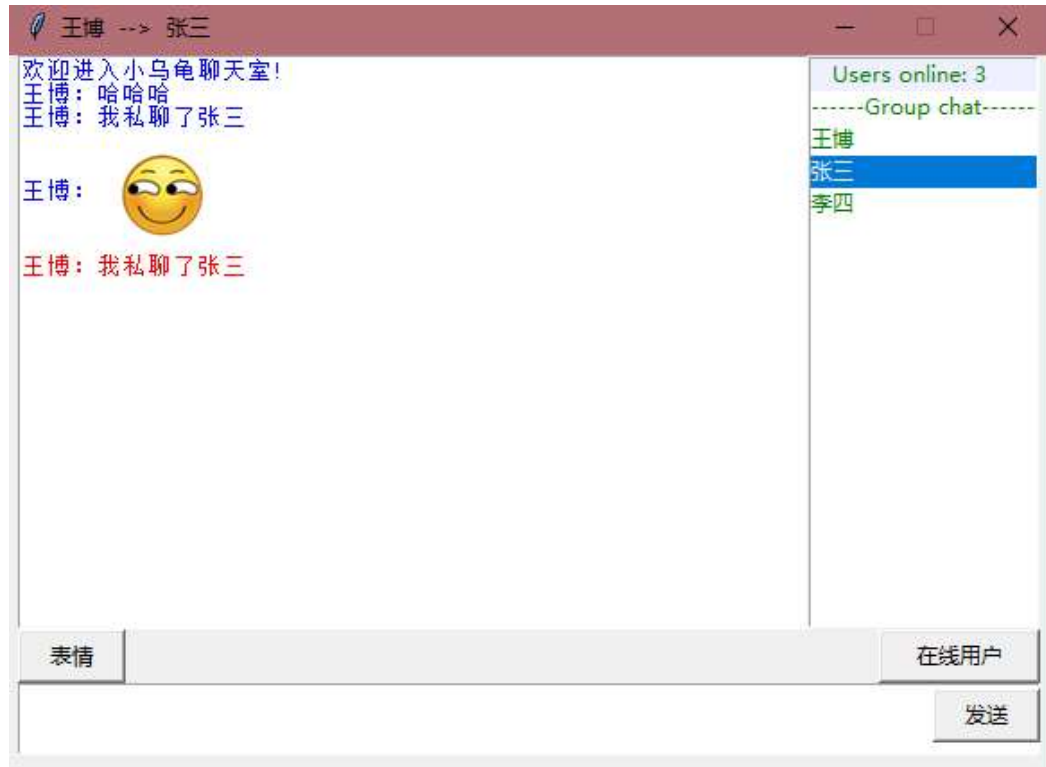 王博 --> 张三
欢迎进入小乌龟聊天室!
王博: 哈哈哈
王博: 我私聊了张三
王博:
王博: 我私聊了张三
Users online: 3
------Group chat------
王博
张三
李四
表情
在线用户
发送